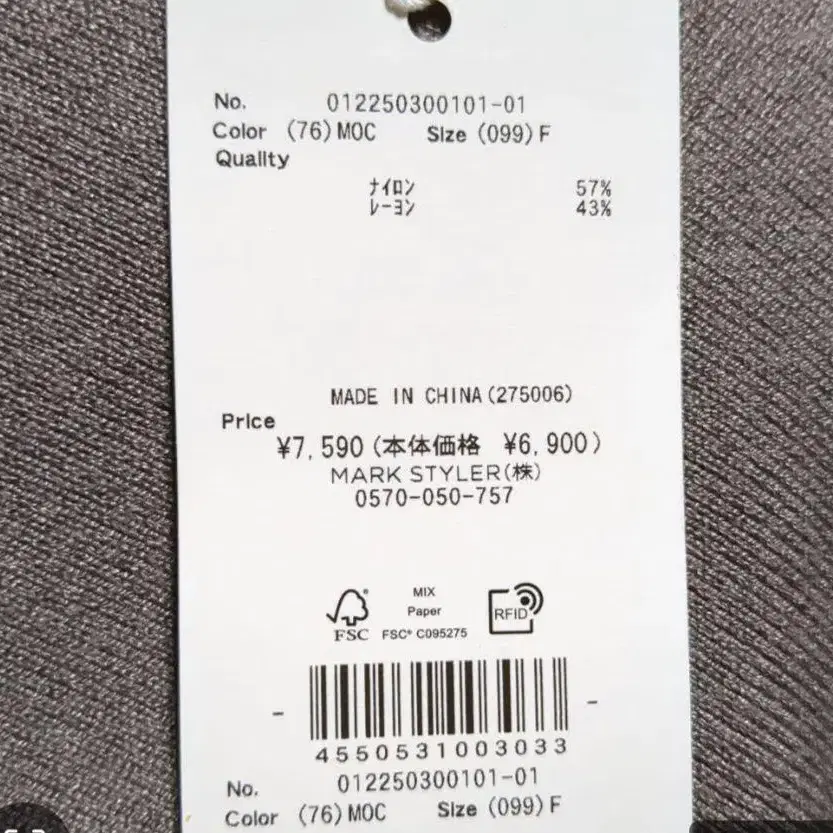 No. 012250300101-01
Color (76)MOC Size (099)F
Quality
ﾅｲﾛﾝ 57%
ﾚｰﾖﾝ 43%
MADE IN CHINA(275006)
Price
¥7,590(本体価格 ¥6,900)
MARK STYLER(株)
0570-050-757
MIX
Paper
FSC® C095275
FSC
RFID
4550531003033
No. 012250300101-01
Color (76)MOC Size (099)F